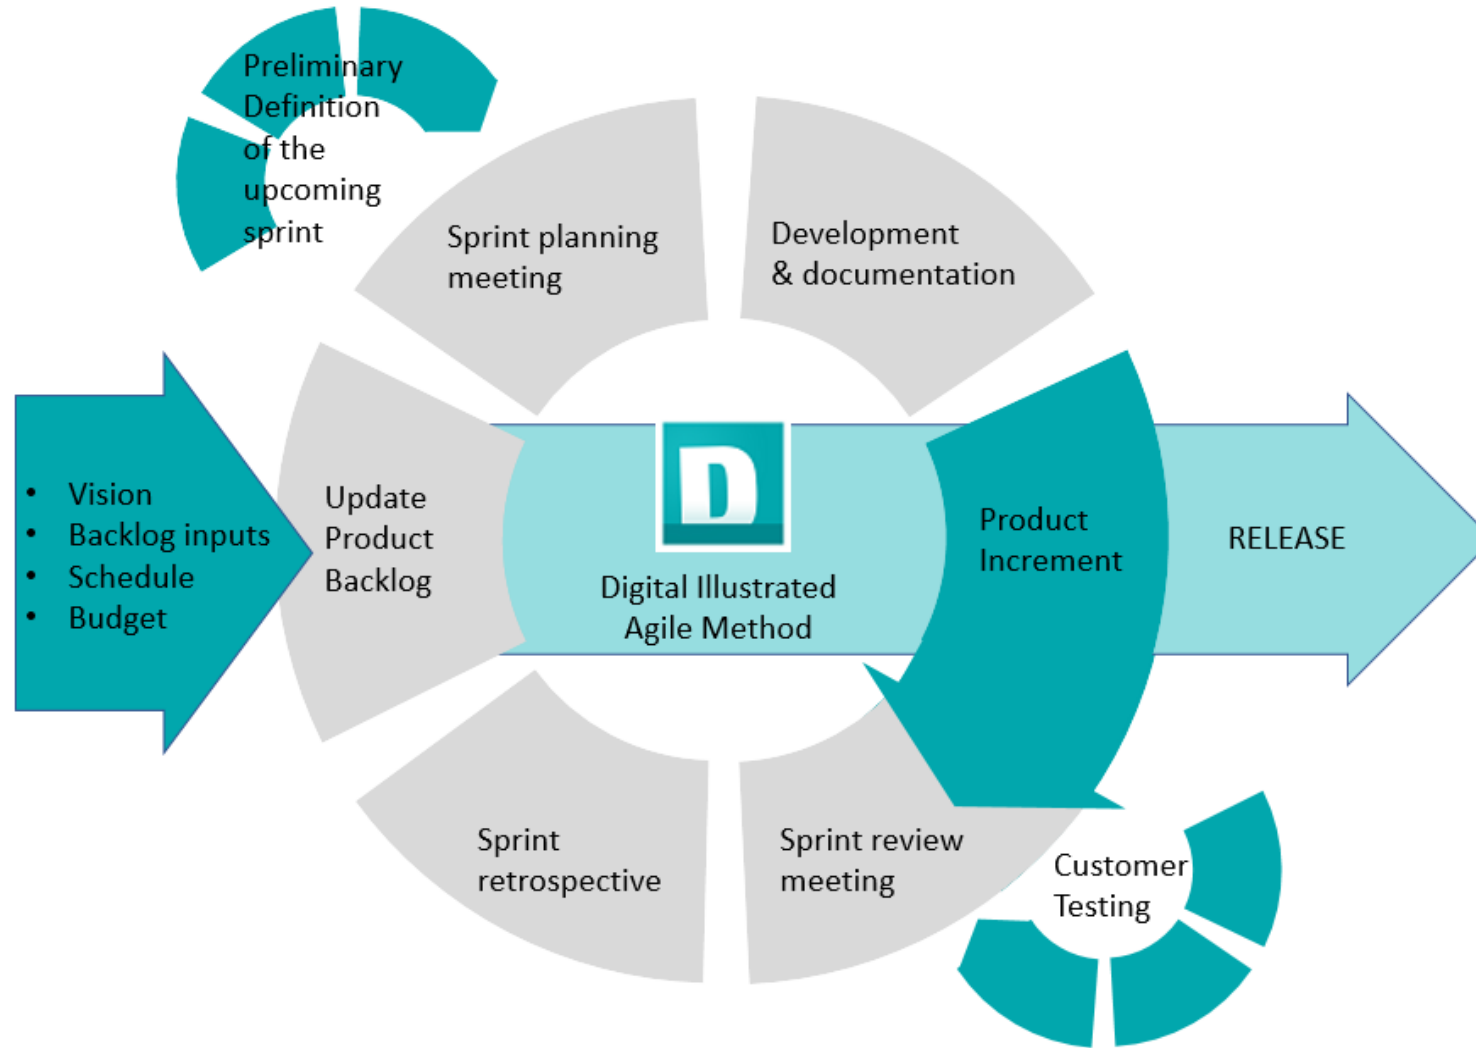 Preliminary
Definition
of the
upcoming
sprint
Sprint planning
meeting
Development
& documentation
• Vision
• Backlog inputs
• Schedule
• Budget
Update
Product
Backlog
D
Digital Illustrated
Agile Method
Product
Increment
RELEASE
Sprint
retrospective
Sprint review
meeting
Customer
Testing